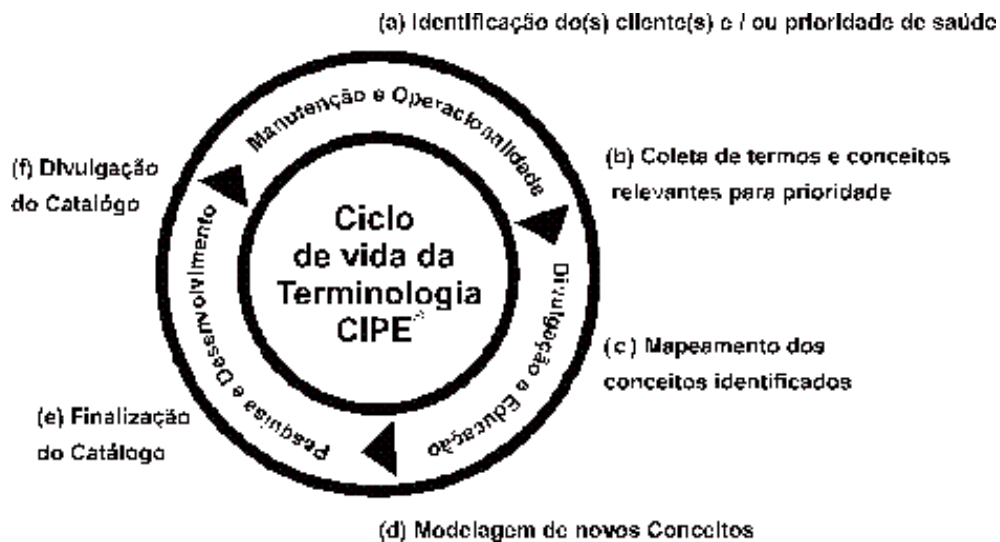 (a) Identificação do(s) cliente(s) e / ou prioridade de saúde
Manutenção e Operacionalidade
(b) Coleta de termos e conceitos
relevantes para prioridade
(f) Divulgação
do Catalógo
Ciclo
de vida da
Terminologia
CIPE
Divulgação e Educação
Pesquisa e Desenvolvimento
(c) Mapeamento dos
conceitos identificados
(e) Finalização
do Catálogo
(d) Modelagem de novos Conceitos